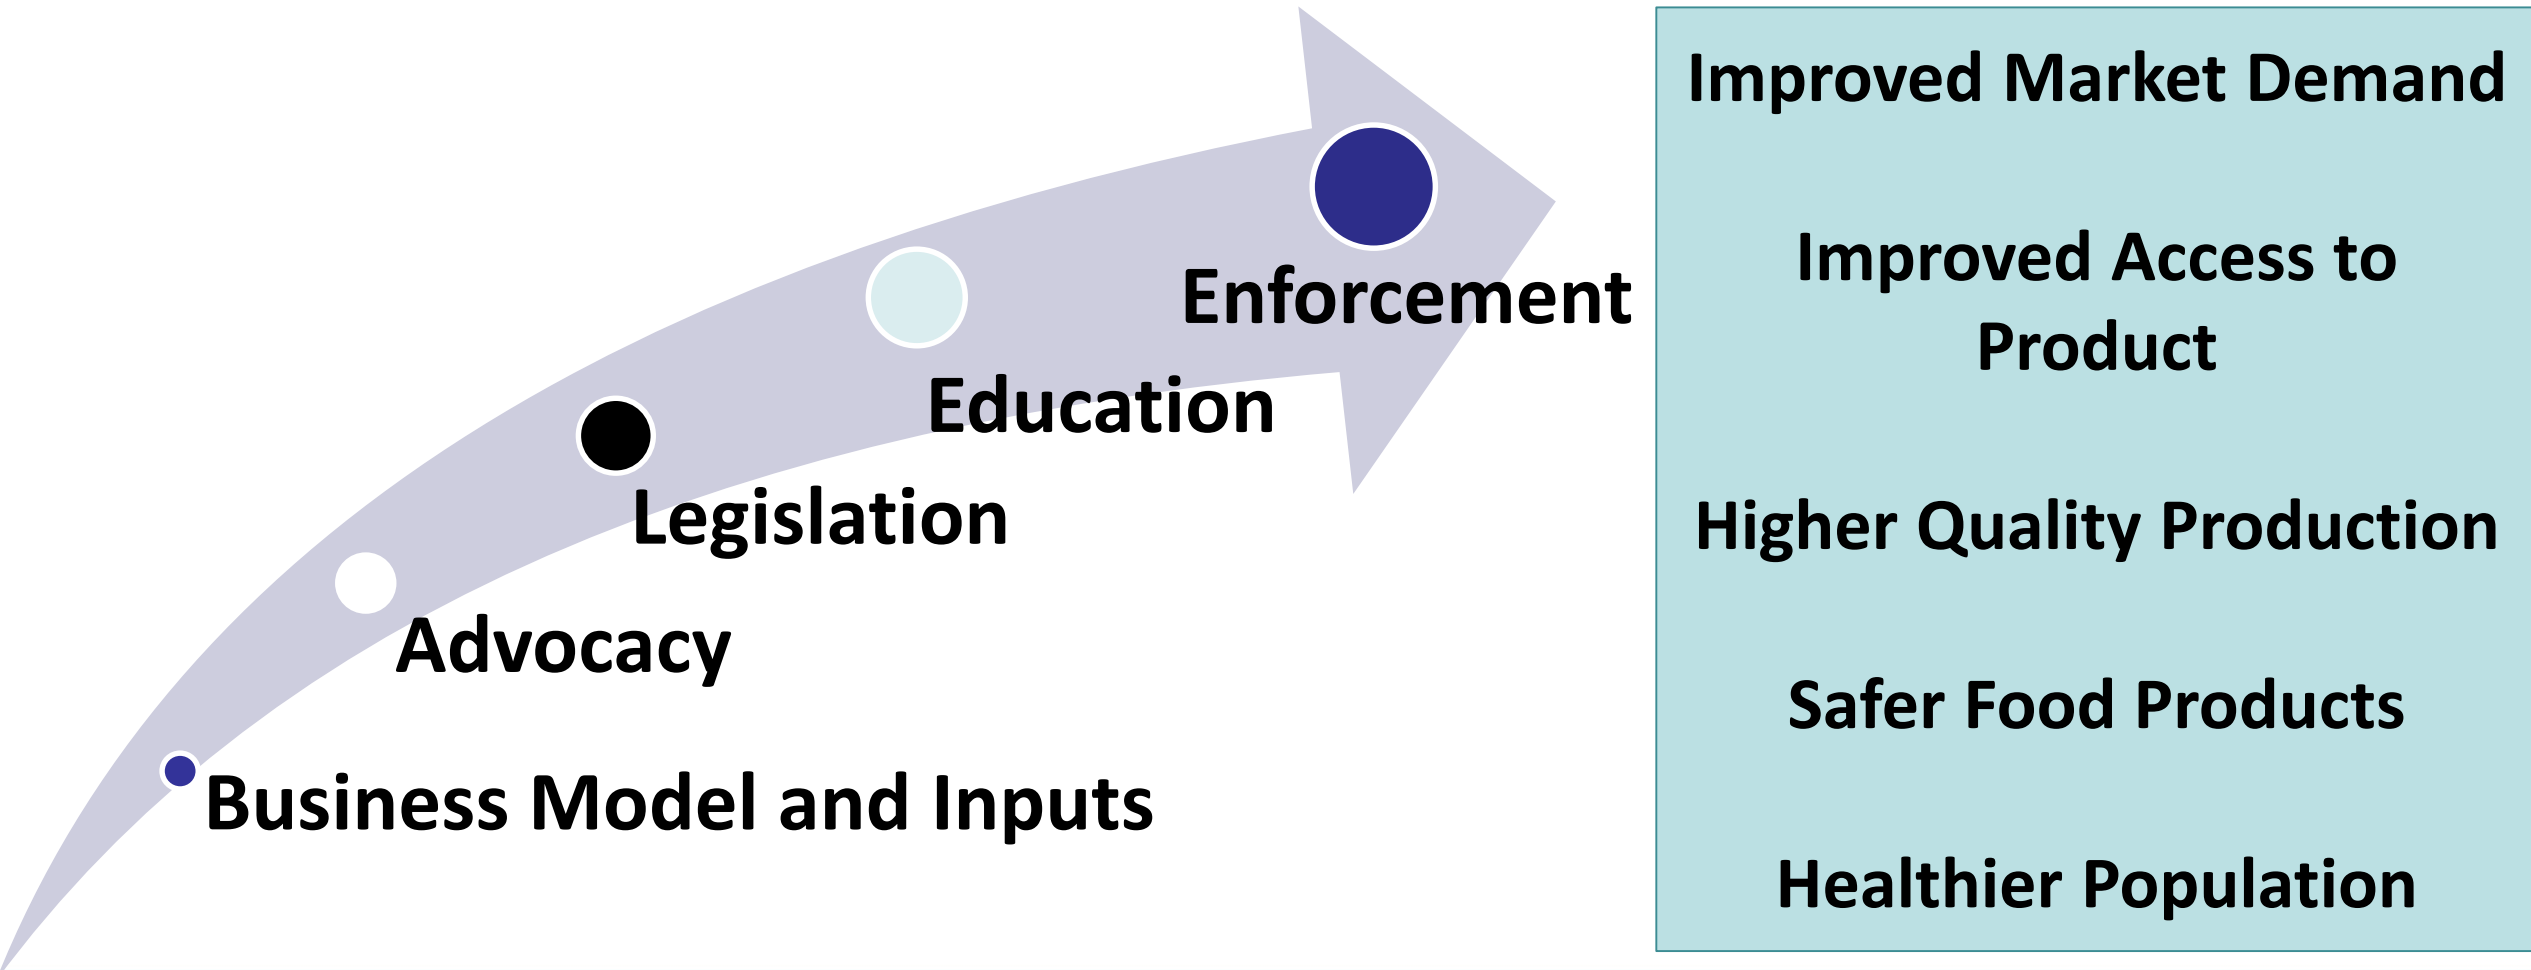 Enforcement
Education
Legislation
Advocacy
Business Model and Inputs
Improved Market Demand
Improved Access to
Product
Higher Quality Production
Safer Food Products
Healthier Population